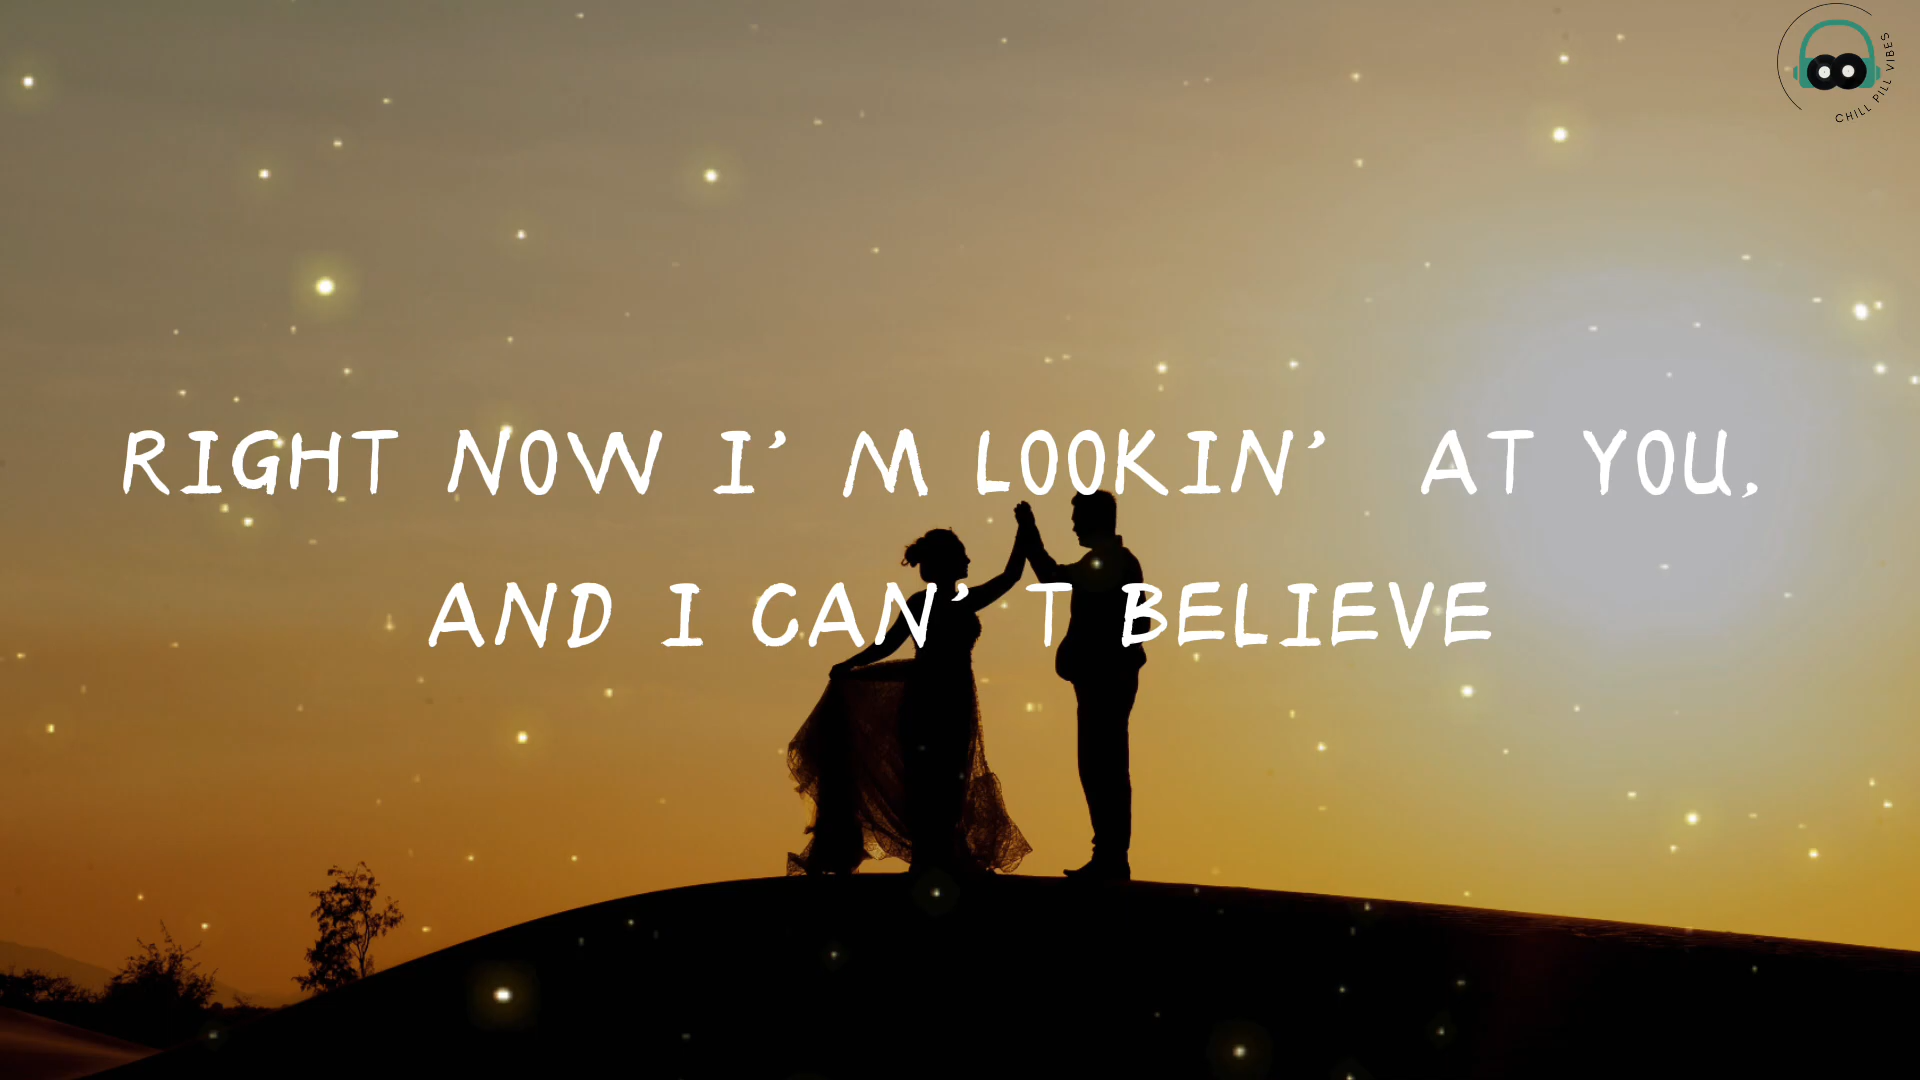 CHILL PILL VIBES
RIGHT NOW I’M LOOKIN’ AT YOU,
AND I CAN’T BELIEVE